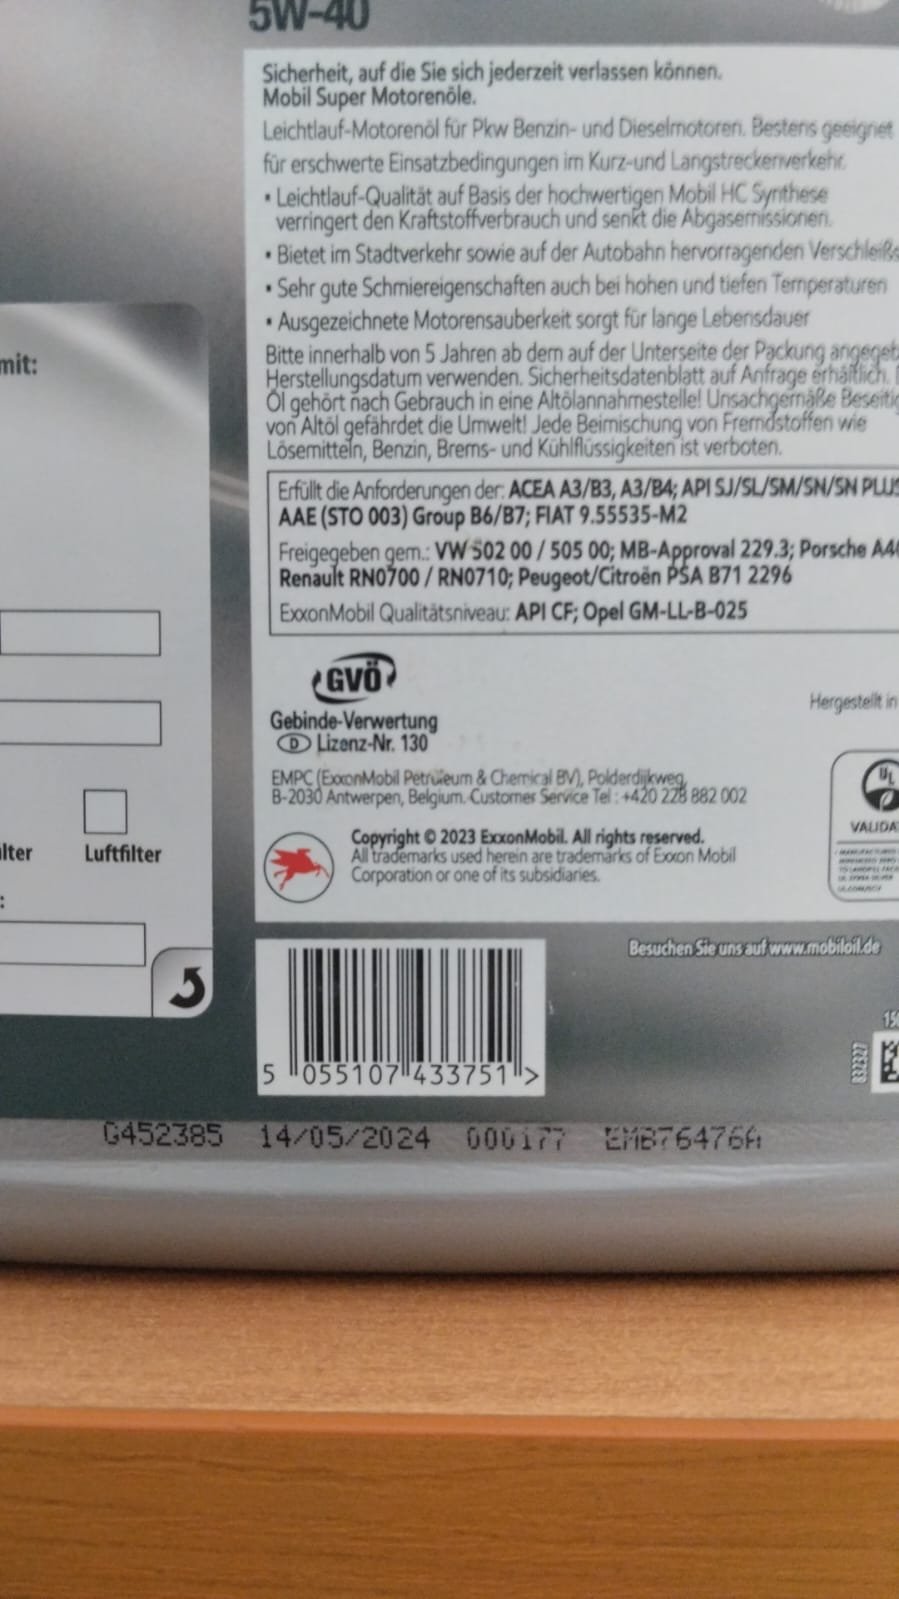 5W-40
Sicherheit, auf die Sie sich jederzeit verlassen können.
Mobil Super Motorenöle.
Leichtlauf-Motorenöl für Pkw Benzin- und Dieselmotoren. Bestens geeignet
für erschwerte Einsatzbedingungen im Kurz-und Langstreckenverkehr.
• Leichtlauf-Qualität auf Basis der hochwertigen Mobil HC Synthese
verringert den Kraftstoffverbrauch und senkt die Abgasemissionen.
• Bietet im Stadtverkehr sowie auf der Autobahn hervorragenden Verschleiß
• Sehr gute Schmiereigenschaften auch bei hohen und tiefen Temperaturen
• Ausgezeichnete Motorensauberkeit sorgt für lange Lebensdauer
Bitte innerhalb von 5 Jahren ab dem auf der Unterseite der Packung angegeb
Herstellungsdatum verwenden. Sicherheitsdatenblatt auf Anfrage erhältlich.
Öl gehört nach Gebrauch in eine Altölannahmestelle! Unsachgemäße Beseitig
von Altöl gefährdet die Umwelt! Jede Beimischung von Fremdstoffen wie
Lösemitteln, Benzin, Brems- und Kühlflüssigkeiten ist verboten.
Erfüllt die Anforderungen der: ACEA A3/B3, A3/B4; API SJ/SL/SM/SN/SN PLUS
AAE (STO 003) Group B6/B7; FIAT 9.55535-M2
Freigegeben gem.: VW 502 00 / 505 00; MB-Approval 229.3; Porsche A40
Renault RN0700 / RN0710; Peugeot/Citroën PSA B71 2296
ExxonMobil Qualitätsniveau: API CF; Opel GM-LL-B-025
GVÖ
Gebinde-Verwertung
D Lizenz-Nr. 130
Hergestellt in
EMPC (ExxonMobil Petroleum & Chemical BV), Polderdijkweg,
B-2030 Antwerpen, Belgium. Customer Service Tel : +420 228 882 002
Copyright © 2023 ExxonMobil. All rights reserved.
All trademarks used herein are trademarks of Exxon Mobil
Corporation or one of its subsidiaries.
UL
VALIDA
mit:
lter
Luftfilter
:
Besuchen Sie uns auf www.mobiloil.de
5 055107 433751 >
832327
G452385 14/05/2024 000177 EMB76476A